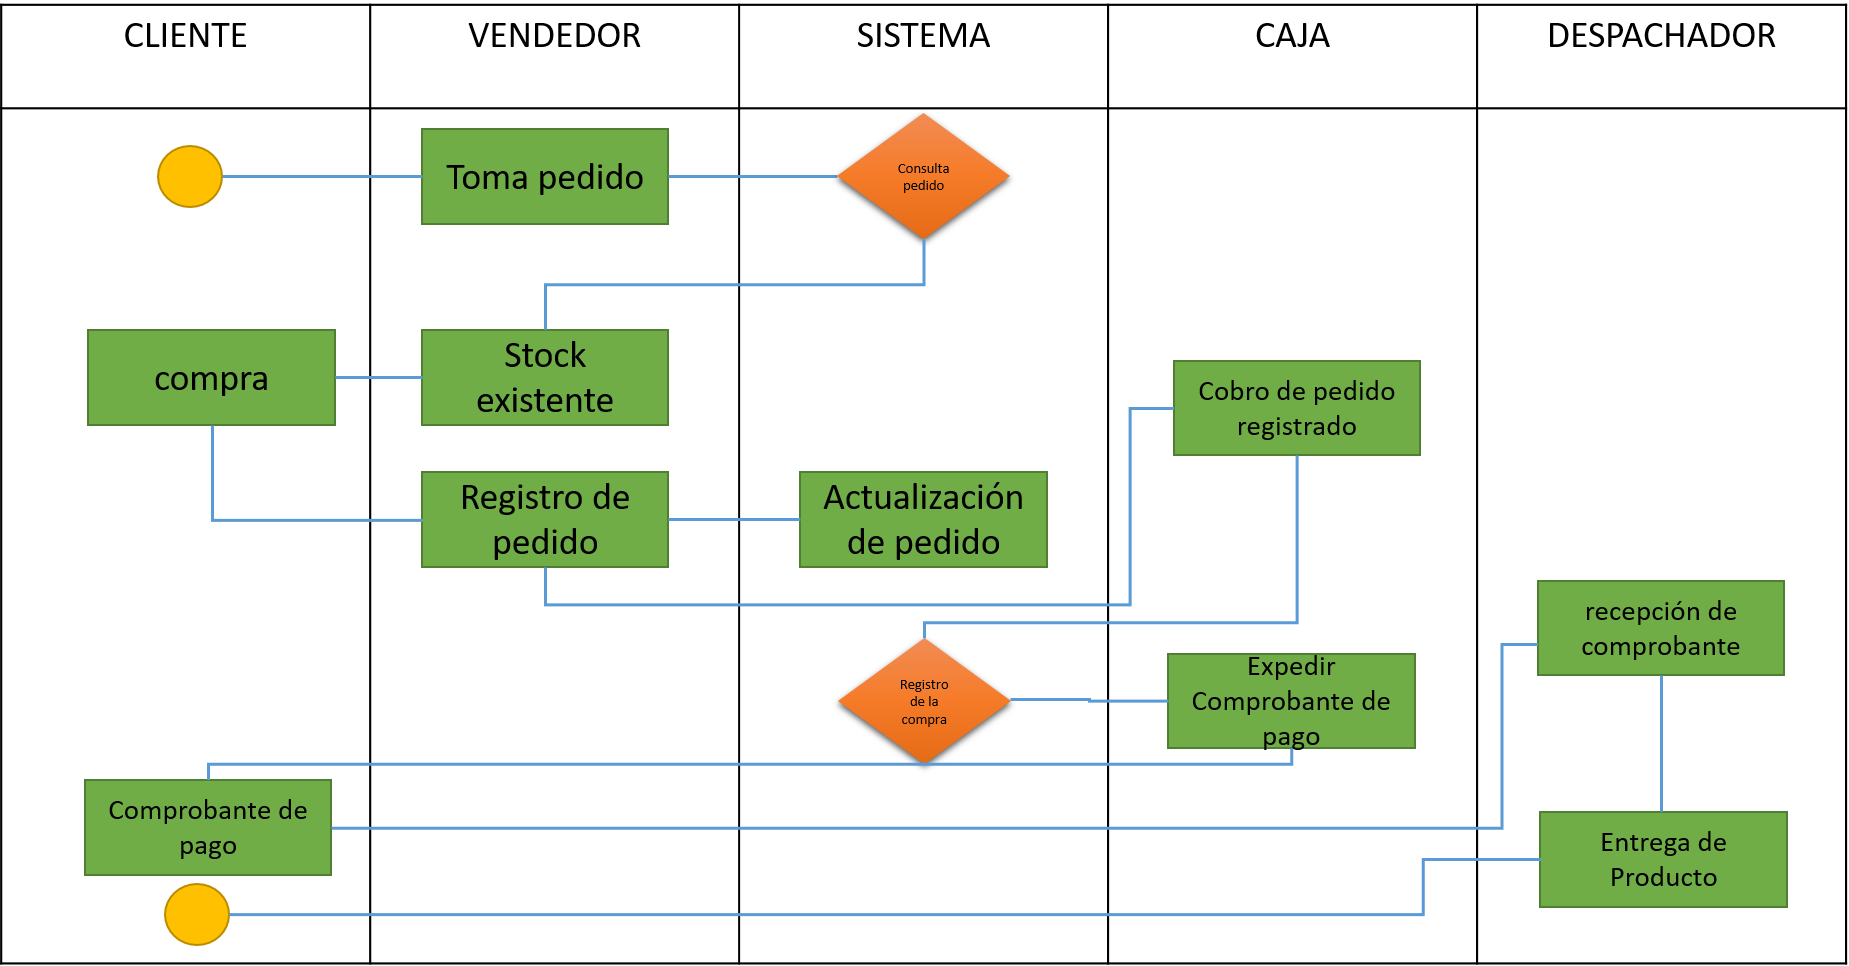 CLIENTE
VENDEDOR
SISTEMA
CAJA
DESPACHADOR
Toma pedido
Consulta
pedido
compra
Stock
existente
Cobro de pedido
registrado
Registro de
pedido
Actualización
de pedido
recepción de
comprobante
Registro
de la
compra
Expedir
Comprobante de
pago
Comprobante de
pago
Entrega de
Producto